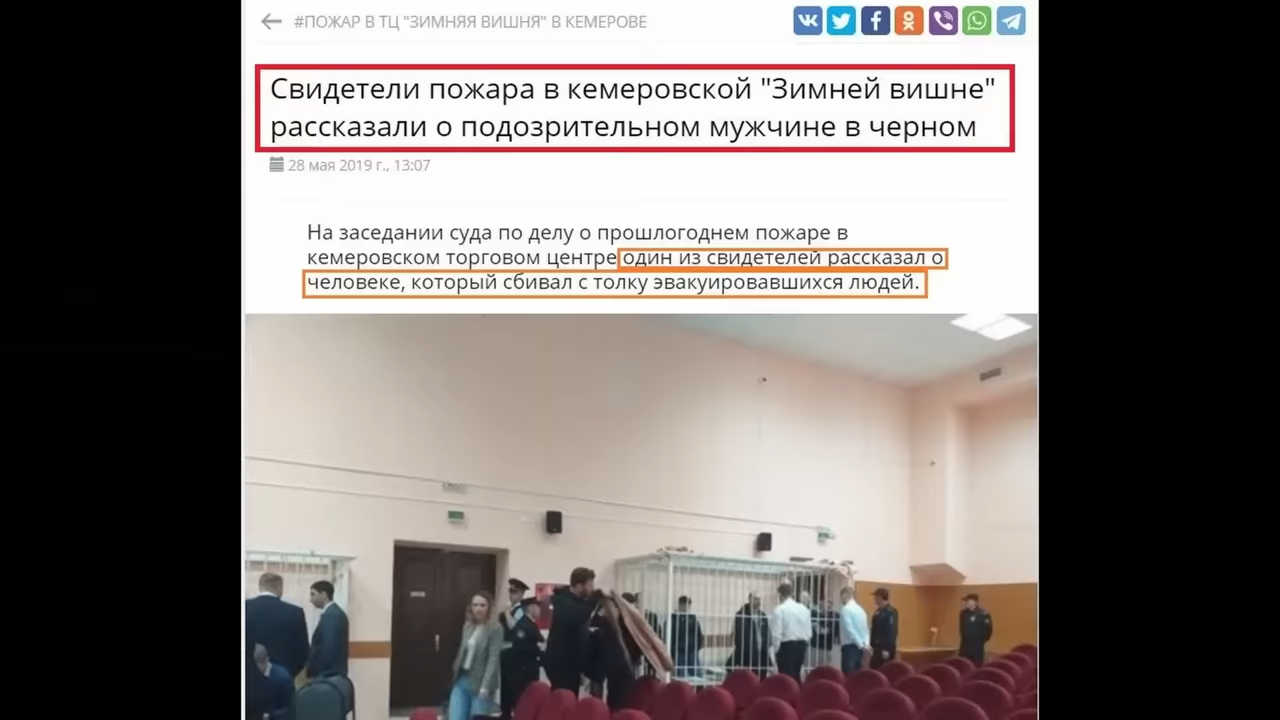 #ПОЖАР В ТЦ "ЗИМНЯЯ ВИШНЯ" В КЕМЕРОВЕ
Свидетели пожара в кемеровской "Зимней вишне"
рассказали о подозрительном мужчине в черном
28 мая 2019 г., 13:07
На заседании суда по делу о прошлогоднем пожаре в
кемеровском торговом центре один из свидетелей рассказал о
человеке, который сбивал с толку эвакуировавшихся людей.